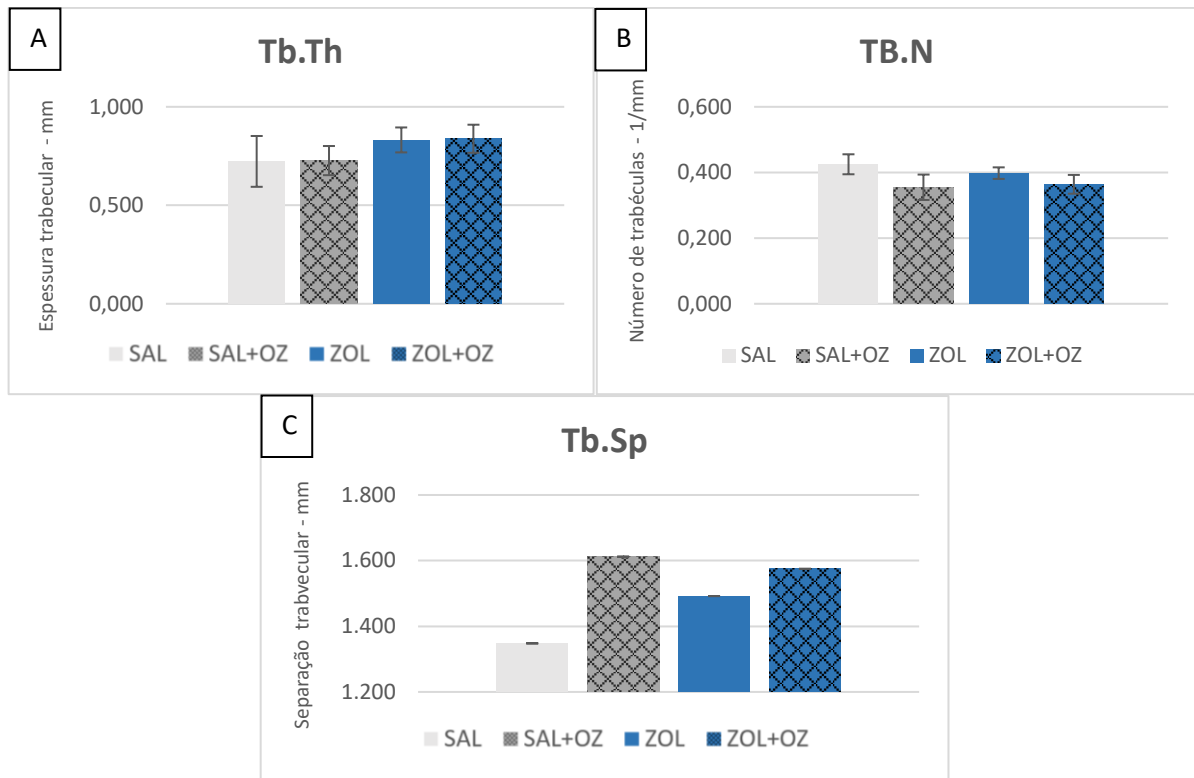 A
Tb.Th
Espessura trabecular - mm
1,000
0,500
0,000
SAL SAL+OZ ZOL ZOL+OZ
B
TB.N
Número de trabéculas - 1/mm
0,600
0,400
0,200
0,000
SAL SAL+OZ ZOL ZOL+OZ
C
Tb.Sp
Separação trabvecular - mm
1.800
1.600
1.400
1.200
SAL SAL+OZ ZOL ZOL+OZ